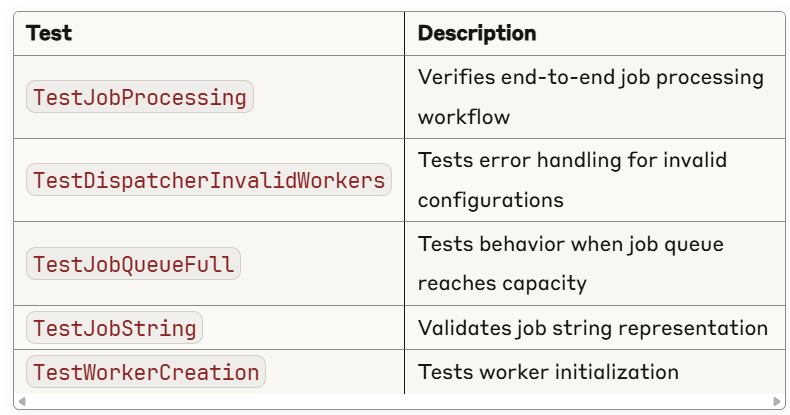 Test Description
TestJobProcessing Verifies end-to-end job processing
workflow
TestDispatcherInvalidWorkers Tests error handling for invalid
configurations
TestJobQueueFull Tests behavior when job queue
reaches capacity
TestJobString Validates job string representation
TestWorkerCreation Tests worker initialization